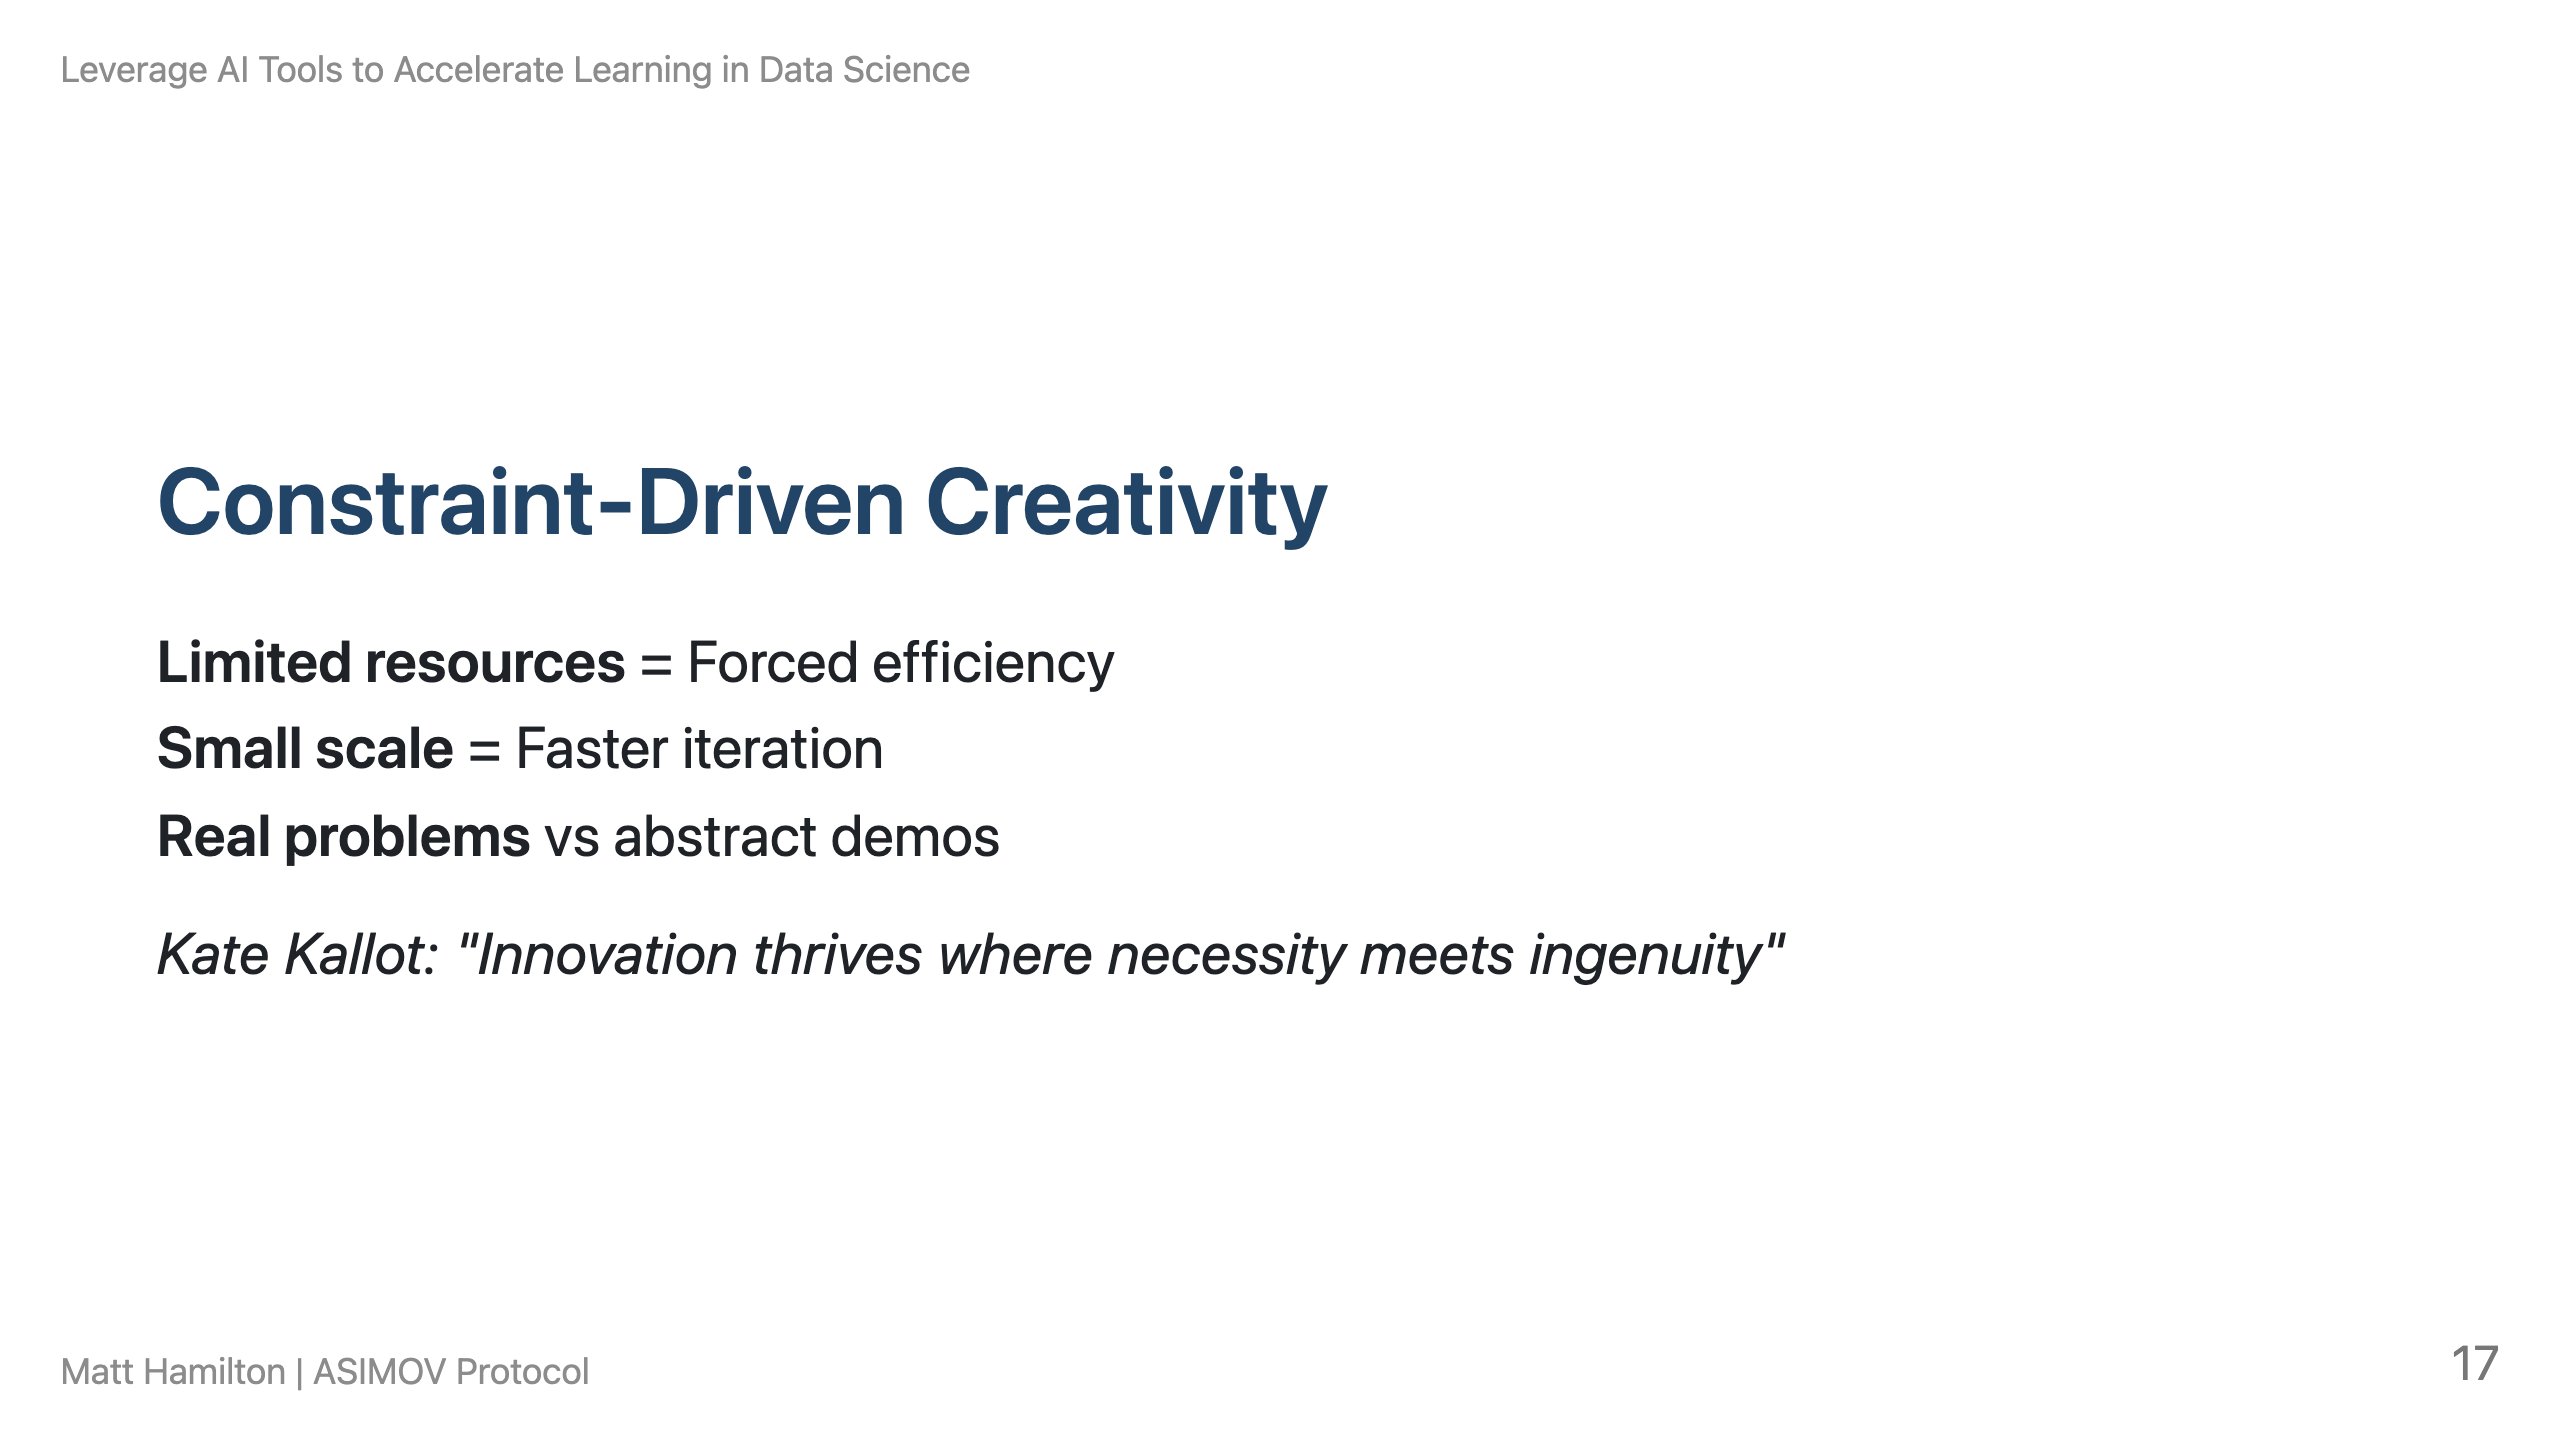 Leverage AI Tools to Accelerate Learning in Data Science
Constraint-Driven Creativity
Limited resources = Forced efficiency
Small scale = Faster iteration
Real problems vs abstract demos
Kate Kallot: "Innovation thrives where necessity meets ingenuity"
Matt Hamilton | ASIMOV Protocol
17